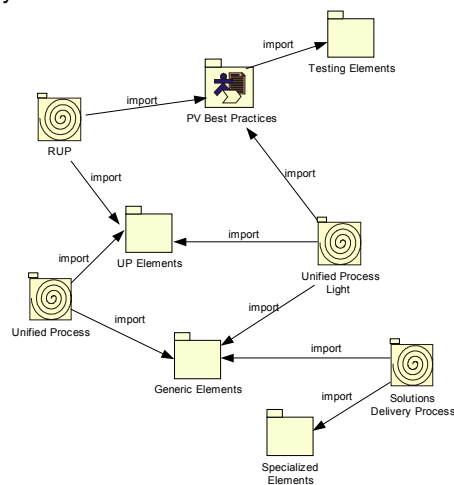 y
import
Testing Elements
import
PV Best Practices
RUP
import
import
import
UP Elements
import
Unified Process
Light
import
Unified Process
import
import
Generic Elements
import
Solutions
Delivery Process
Specialized
Elements
import